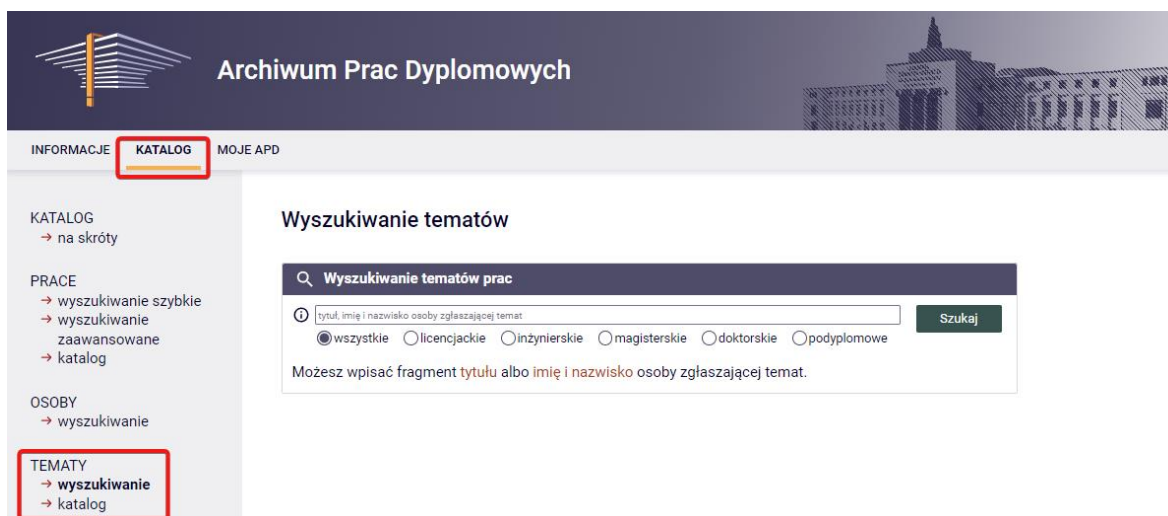 Archiwum Prac Dyplomowych
INFORMACJE KATALOG MOJE APD
KATALOG
→ na skróty
PRACE
→ wyszukiwanie szybkie
→ wyszukiwanie
zaawansowane
→ katalog
OSOBY
→ wyszukiwanie
TEMATY
→ wyszukiwanie
→ katalog
Wyszukiwanie tematów
Wyszukiwanie tematów prac
tytuł, imię i nazwisko osoby zgłaszającej temat
Szukaj
wszystkie licencjackie inżynierskie magisterskie doktorskie podyplomowe
Możesz wpisać fragment tytułu albo imię i nazwisko osoby zgłaszającej temat.